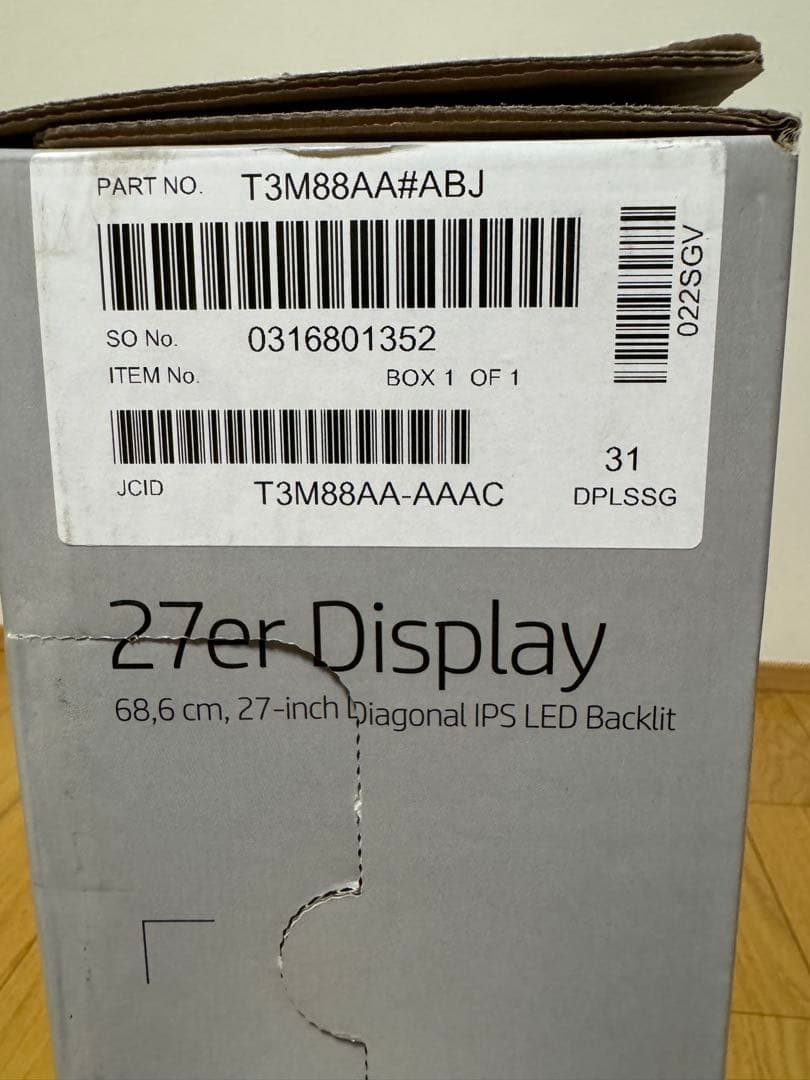 PART NO. T3M88AA#ABJ
022SGV
SO No. 0316801352
ITEM No. BOX 1 OF 1
31
JCID T3M88AA-AAAC DPLSSG
27er Display
68,6 cm, 27-inch Diagonal IPS LED Backlit